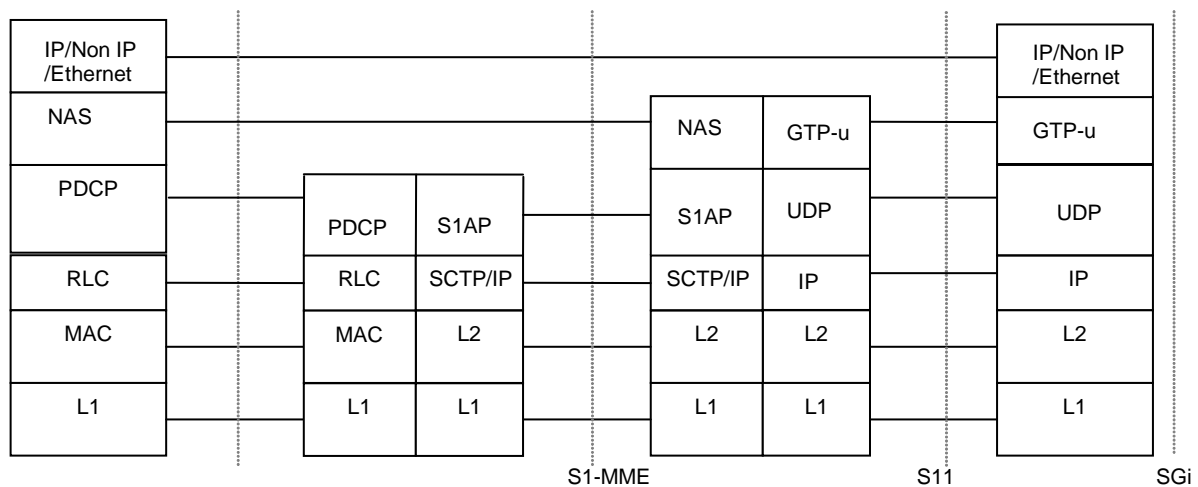 IP/Non IP
/Ethernet
NAS
PDCP
RLC
MAC
L1
PDCP
S1AP
RLC
SCTP/IP
MAC
L2
L1
L1
NAS
GTP-u
S1AP
UDP
SCTP/IP
IP
L2
L2
L1
L1
IP/Non IP
/Ethernet
GTP-u
UDP
IP
L2
L1
S1-MME
S11
SGi